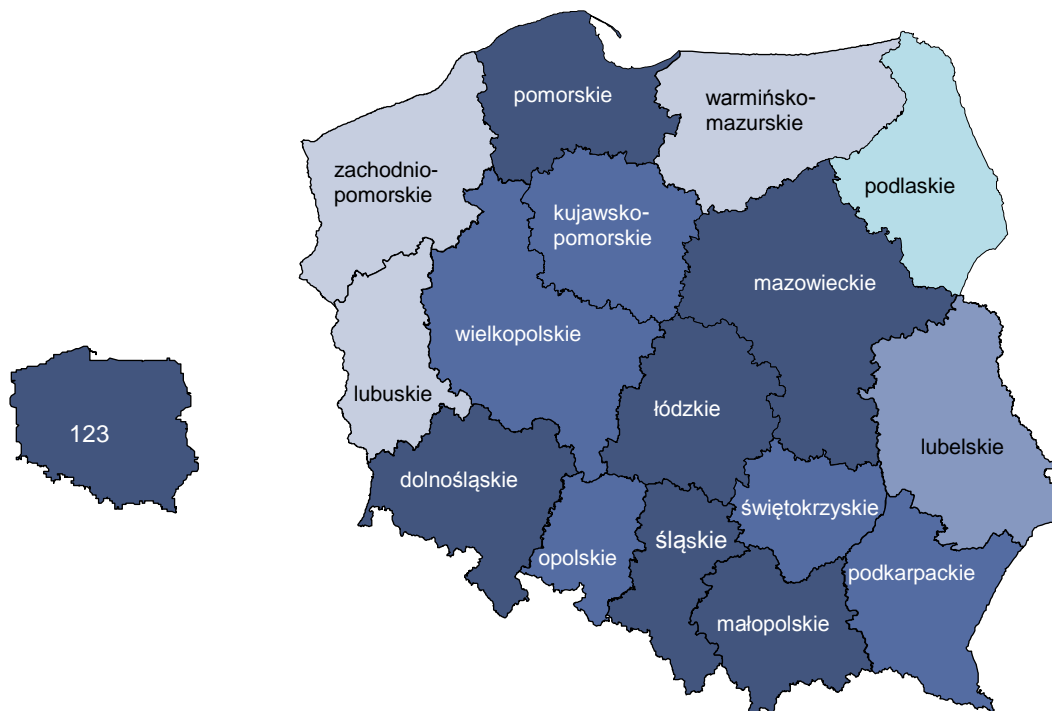 pomorskie
warmińsko-
mazurskie
zachodnio-
pomorskie
podlaskie
kujawsko-
pomorskie
mazowieckie
wielkopolskie
lubuskie
łódzkie
123
lubelskie
dolnośląskie
świętokrzyskie
śląskie
opolskie
podkarpackie
małopolskie